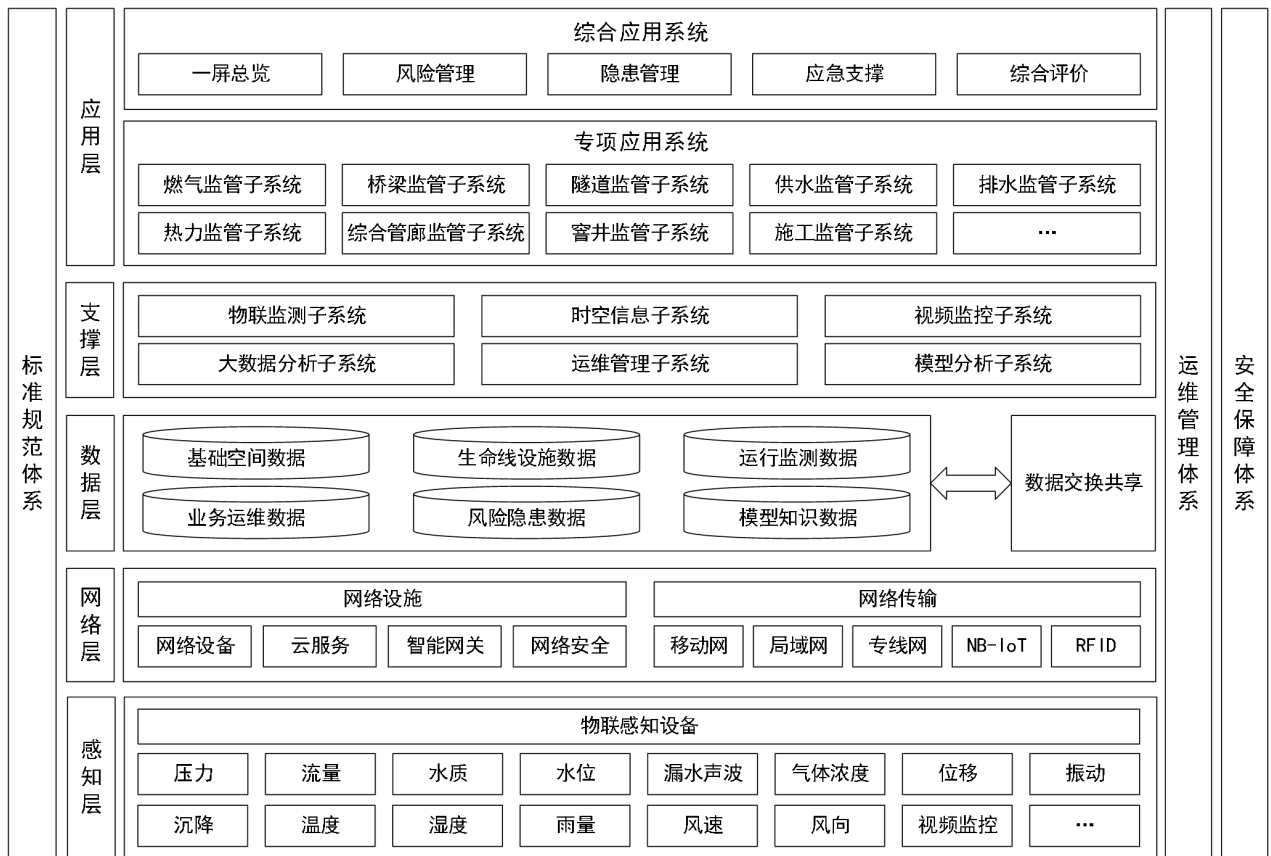 标准规范体系
应用层
综合应用系统
一屏总览
风险管理
隐患管理
应急支撑
综合评价
专项应用系统
燃气监管子系统
桥梁监管子系统
隧道监管子系统
供水监管子系统
排水监管子系统
热力监管子系统
综合管廊监管子系统
窨井监管子系统
施工监管子系统
…
支撑层
物联监测子系统
时空信息子系统
视频监控子系统
大数据分析子系统
运维管理子系统
模型分析子系统
数据层
基础空间数据
生命线设施数据
运行监测数据
业务运维数据
风险隐患数据
模型知识数据
数据交换共享
网络层
网络设施
网络传输
网络设备
云服务
智能网关
网络安全
移动网
局域网
专线网
NB-IoT
RFID
感知层
物联感知设备
压力
流量
水质
水位
漏水声波
气体浓度
位移
振动
沉降
温度
湿度
雨量
风速
风向
视频监控
…
运维管理体系
安全保障体系